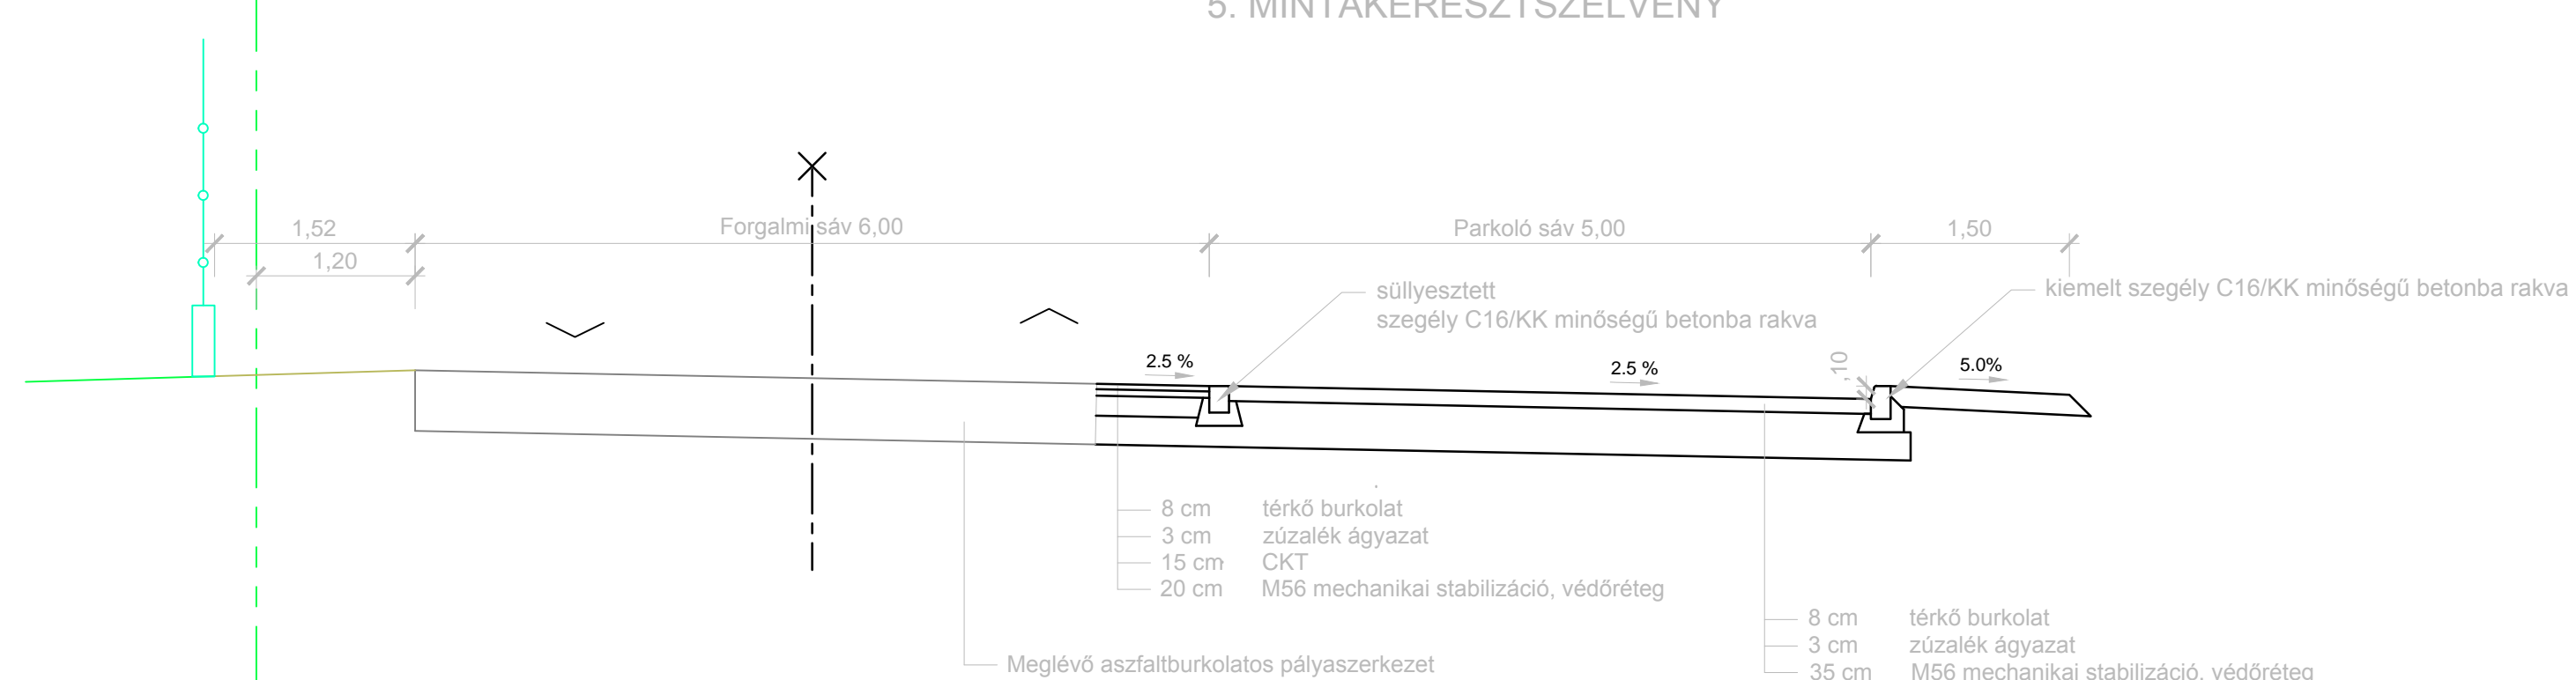 5. MINTAKERESZTSZELVÉNY
1,52
Forgalmi sáv 6,00
Parkoló sáv 5,00
1,50
1,20
süllyesztett
szegély C16/KK minőségű betonba rakva
kiemelt szegély C16/KK minőségű betonba rakva
2.5 %
2.5 %
,10
5.0%
8 cm térkő burkolat
3 cm zúzalék ágyazat
15 cm CKT
20 cm M56 mechanikai stabilizáció, védőréteg
Meglévő aszfaltburkolatos pályaszerkezet
8 cm térkő burkolat
3 cm zúzalék ágyazat
35 cm M56 mechanikai stabilizáció, védőréteg